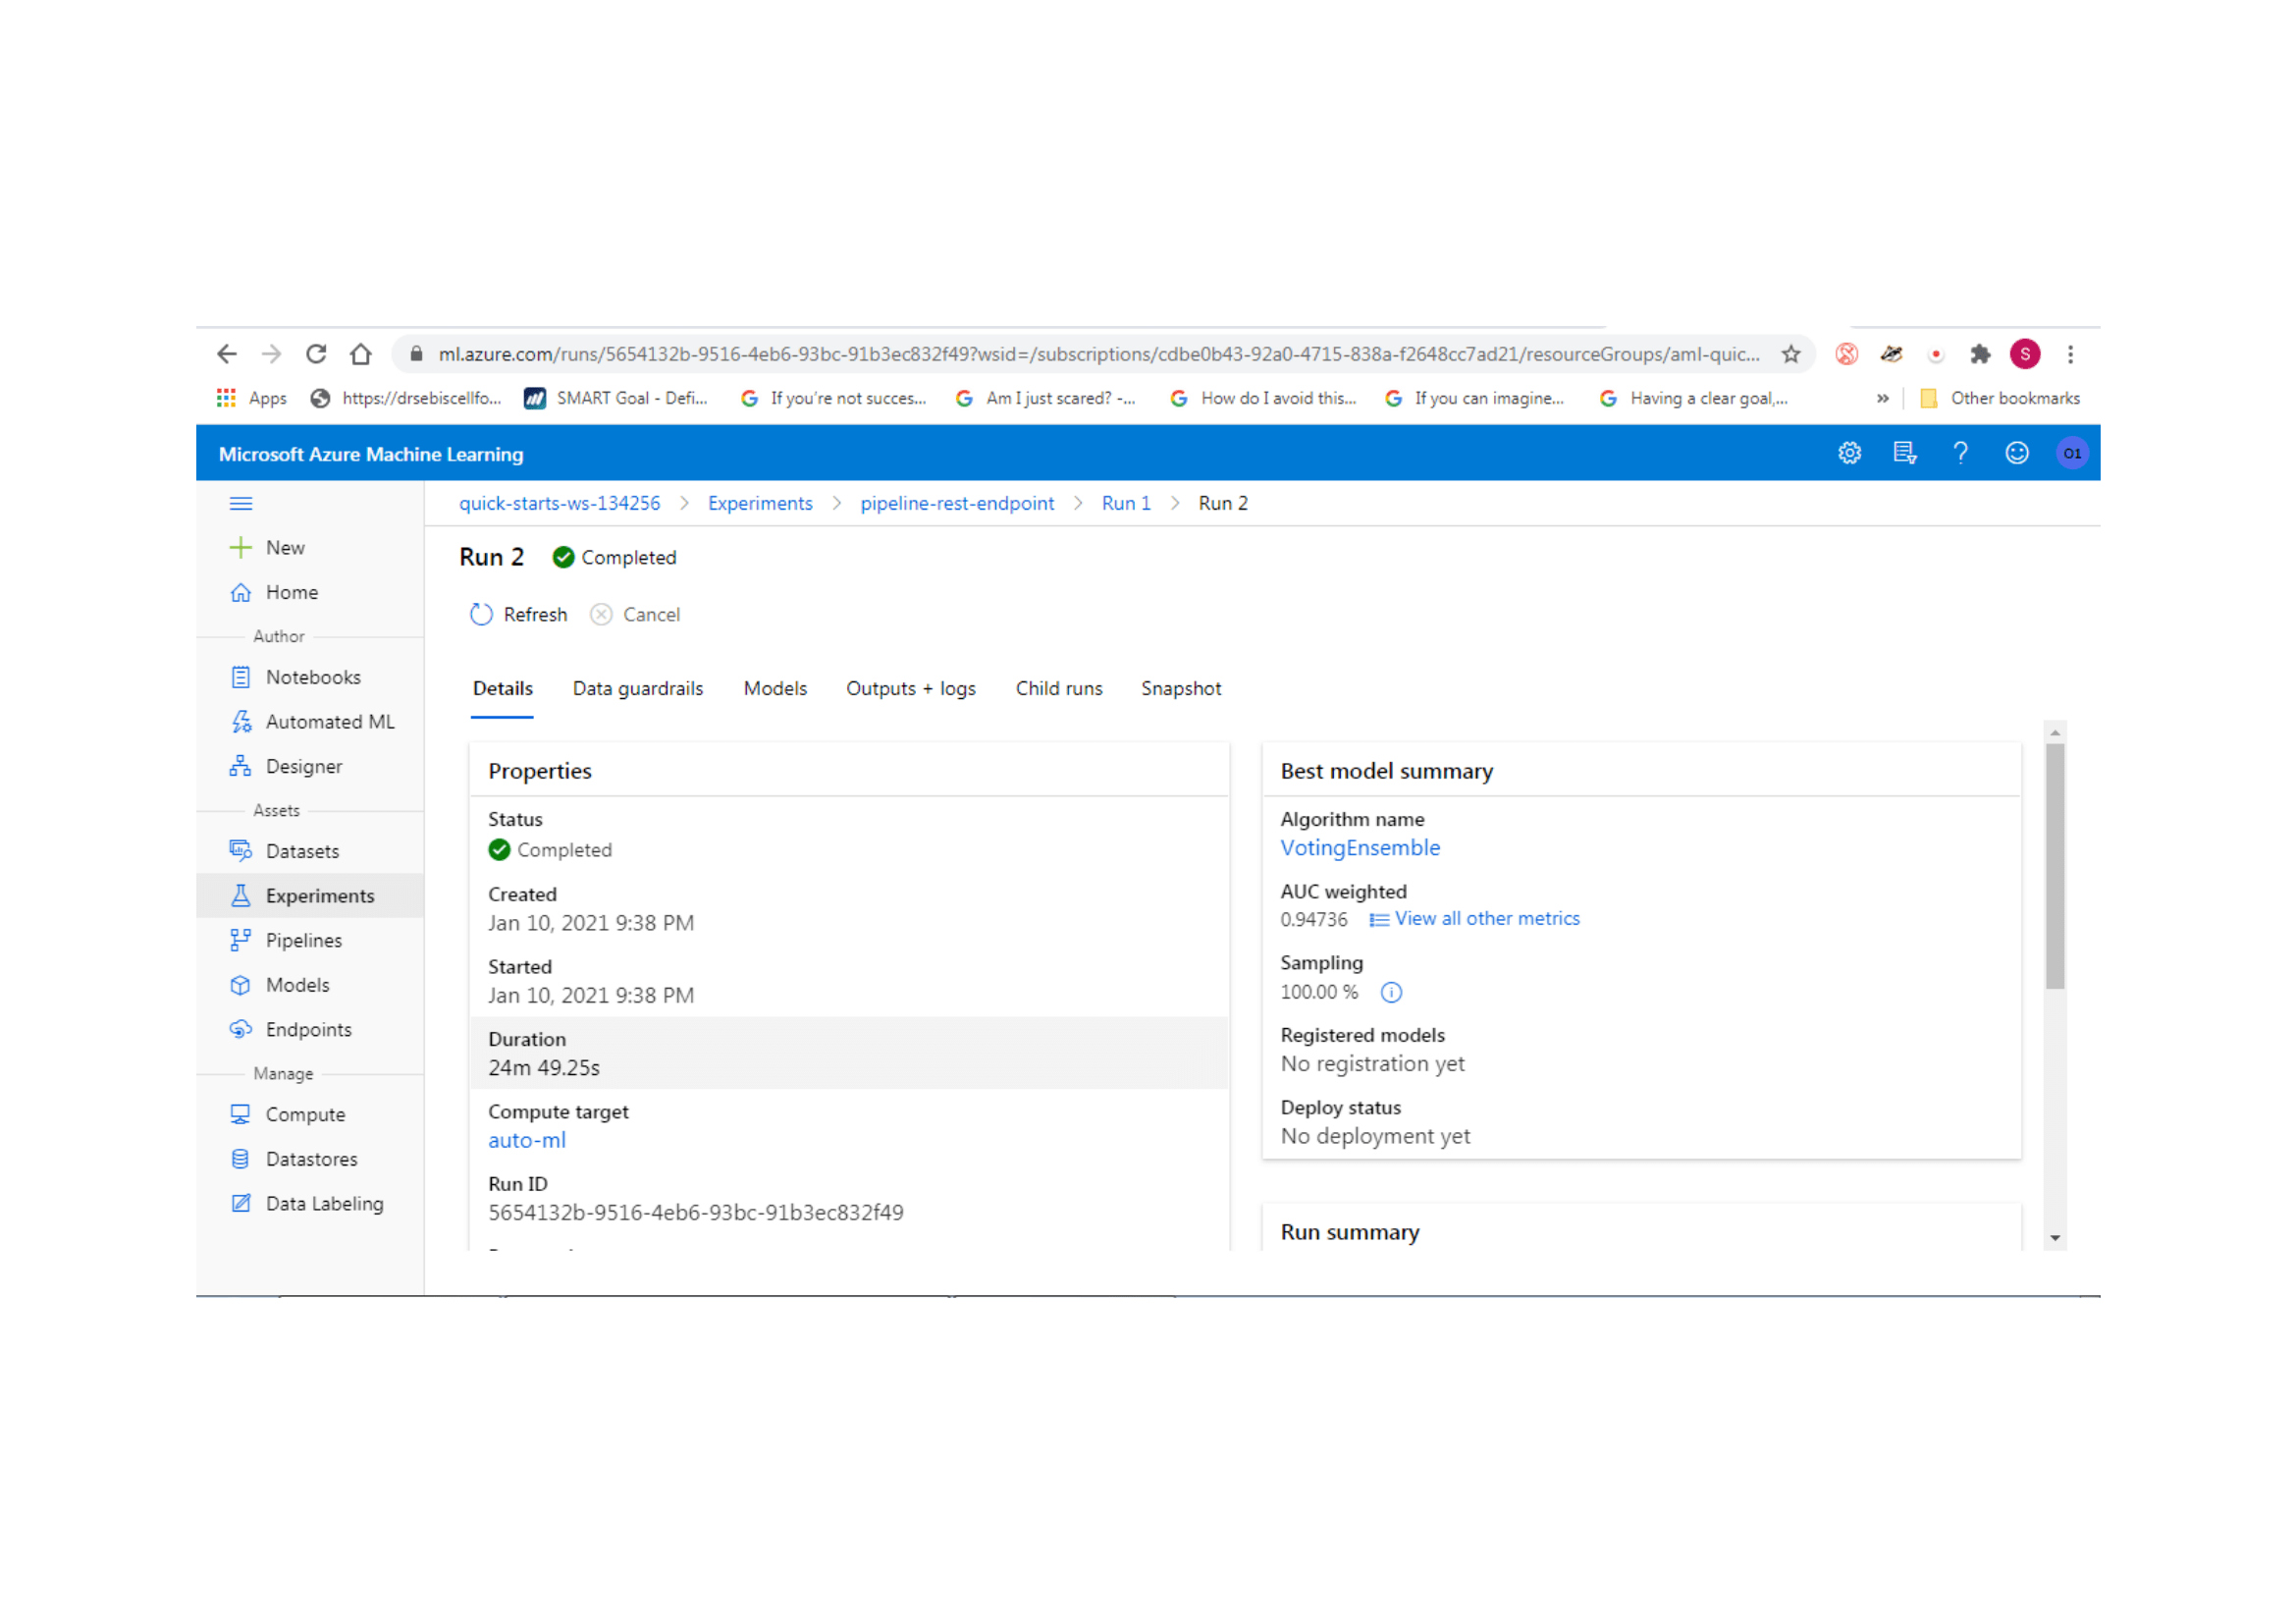 ml.azure.com/runs/5654132b-9516-4eb6-93bc-91b3ec832f49?wsid=/subscriptions/cdbe0b43-92a0-4715-838a-f2648cc7ad21/resourceGroups/aml-quic...
S
Apps https://drsebiscellfo... SMART Goal - Defi... If you're not succes... Am I just scared? -... How do I avoid this... If you can imagine... Having a clear goal,... » Other bookmarks
Microsoft Azure Machine Learning
O1
quick-starts-ws-134256 > Experiments > pipeline-rest-endpoint > Run 1 > Run 2
New
Home
Author
Notebooks
Automated ML
Designer
Assets
Datasets
Experiments
Pipelines
Models
Endpoints
Manage
Compute
Datastores
Data Labeling
Run 2 Completed
Refresh Cancel
Details Data guardrails Models Outputs + logs Child runs Snapshot
Properties
Status
Completed
Created
Jan 10, 2021 9:38 PM
Started
Jan 10, 2021 9:38 PM
Duration
24m 49.25s
Compute target
auto-ml
Run ID
5654132b-9516-4eb6-93bc-91b3ec832f49
Best model summary
Algorithm name
VotingEnsemble
AUC weighted
0.94736 View all other metrics
Sampling
100.00 %
Registered models
No registration yet
Deploy status
No deployment yet
Run summary